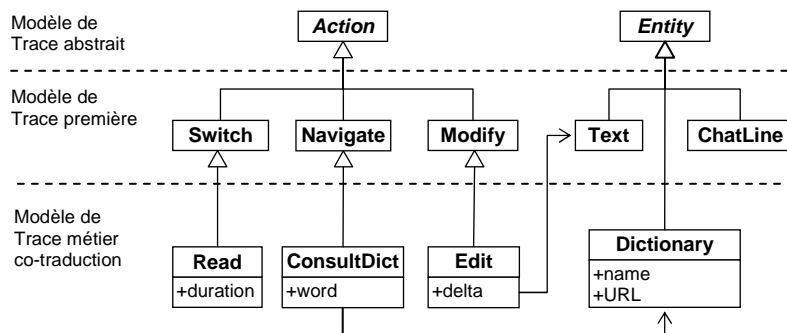 Modèle de
Trace abstrait
Action
Entity
Modèle de
Trace première
Switch
Navigate
Modify
Text
ChatLine
Modèle de
Trace métier
co-traduction
Read
+duration
ConsultDict
+word
Edit
+delta
Dictionary
+name
+URL